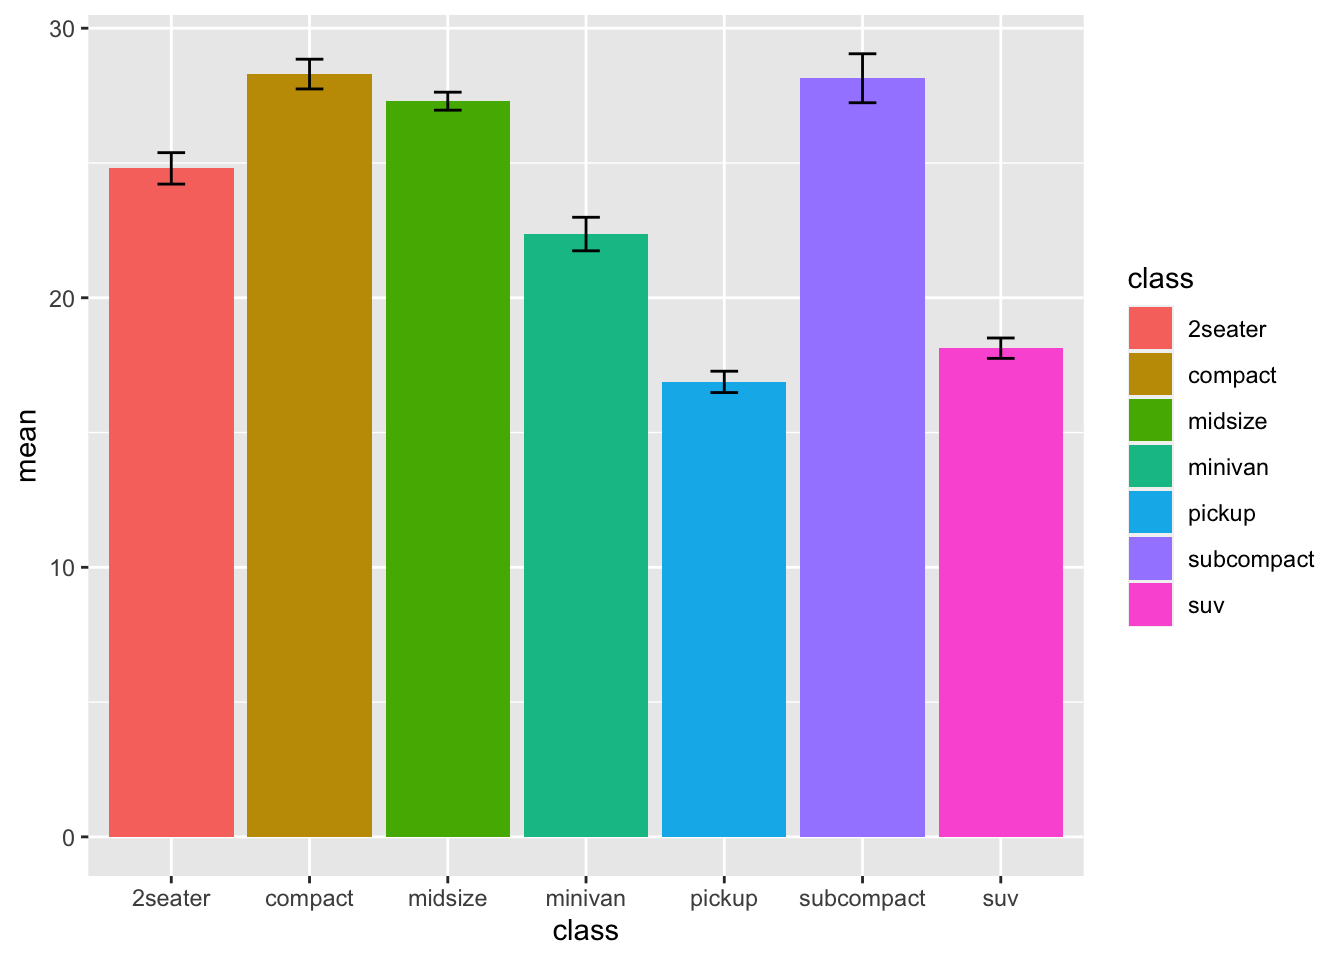 30
20
10
0
mean
2seater
compact
midsize
minivan
pickup
subcompact
suv
class
class
2seater
compact
midsize
minivan
pickup
subcompact
suv